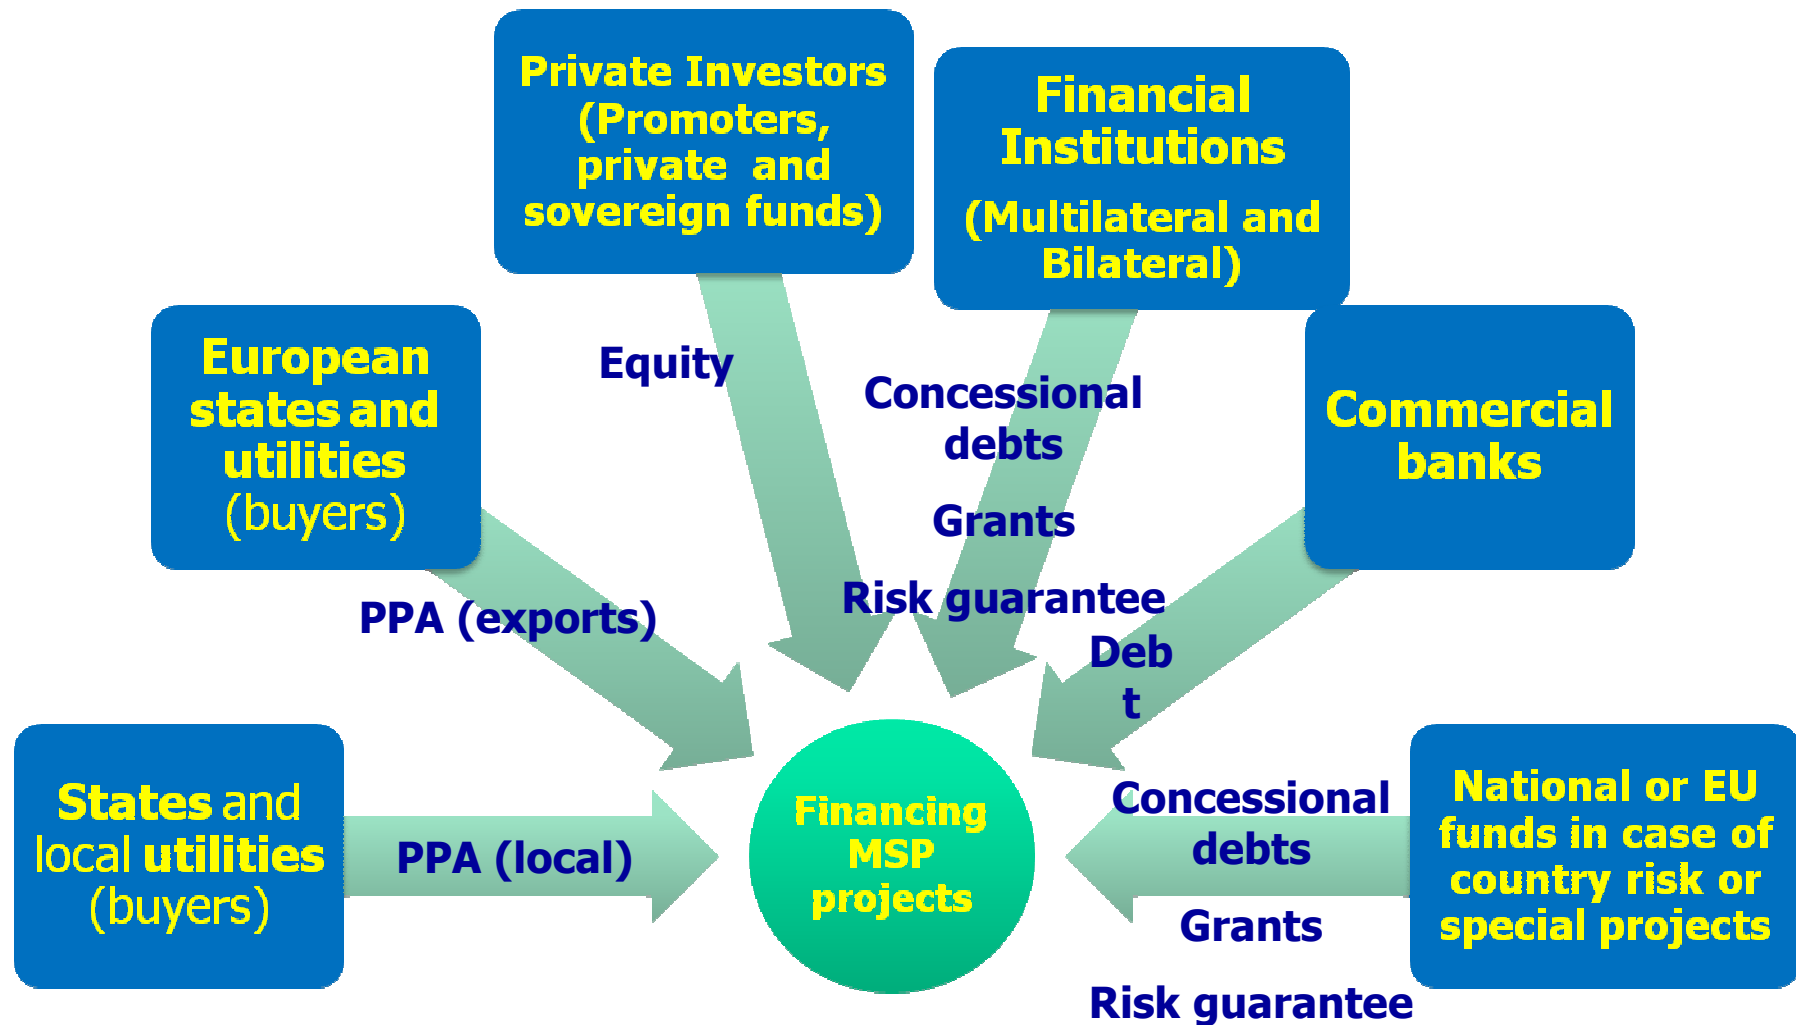 Private Investors
(Promoters,
private and
sovereign funds)
Financial
Institutions
(Multilateral and
Bilateral)
European
states and
utilities
(buyers)
Commercial
banks
Equity
Concessional
debts
Grants
Risk guarantee
PPA (exports)
Deb
t
States and
local utilities
(buyers)
PPA (local)
Financing
MSP
projects
Concessional
debts
Grants
Risk guarantee
National or EU
funds in case of
country risk or
special projects